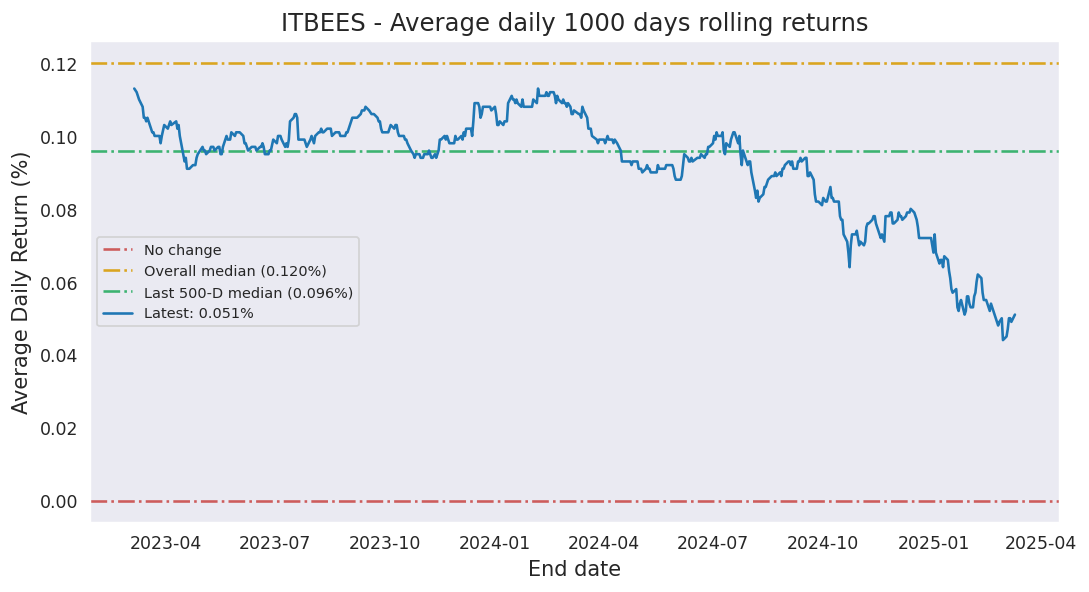 ITBEES - Average daily 1000 days rolling returns
Average Daily Return (%)
0.12
0.10
0.08
0.06
0.04
0.02
0.00
No change
Overall median (0.120%)
Last 500-D median (0.096%)
Latest: 0.051%
2023-04 2023-07 2023-10 2024-01 2024-04 2024-07 2024-10 2025-01 2025-04
End date